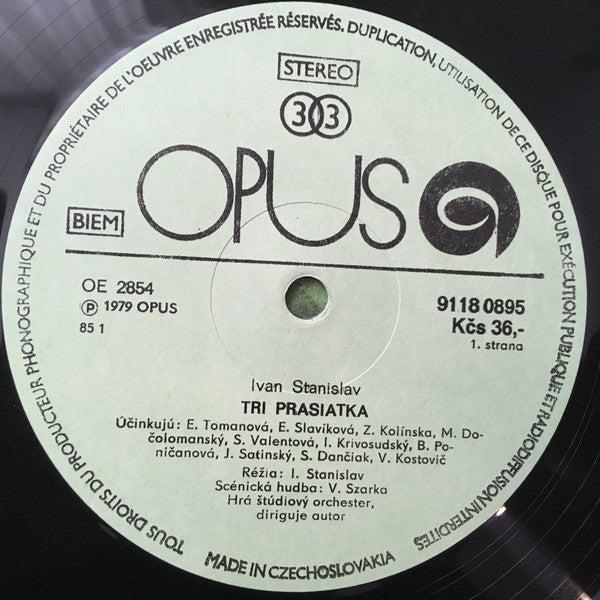 TOUS DROITS DU PRODUCTEUR PHONOGRAPHIQUE ET DU PROPRIÉTAIRE DE L'OEUVRE ENREGISTRÉE RÉSERVÉS. DUPLICATION, UTILISATION DE CE DISQUE POUR EXÉCUTION PUBLIQUE ET RADIODIFFUSION INTERDITES
STEREO
33
OPUS
BIEM
OE 2854
Ⓟ 1979 OPUS
85 1
9118 0895
Kčs 36,-
1. strana
Ivan Stanislav
TRI PRASIATKA
Účinkujú: E. Tomanová, E. Slavíková, Z. Kolínska, M. Do-
čolomanský, S. Valentová, I. Krivosudský, B. Po-
ničanová, J. Satinský, S. Dančiak, V. Kostovič
Réžia: I. Stanislav
Scénická hudba: V. Szarka
Hrá štúdiový orchester,
diriguje autor
MADE IN CZECHOSLOVAKIA